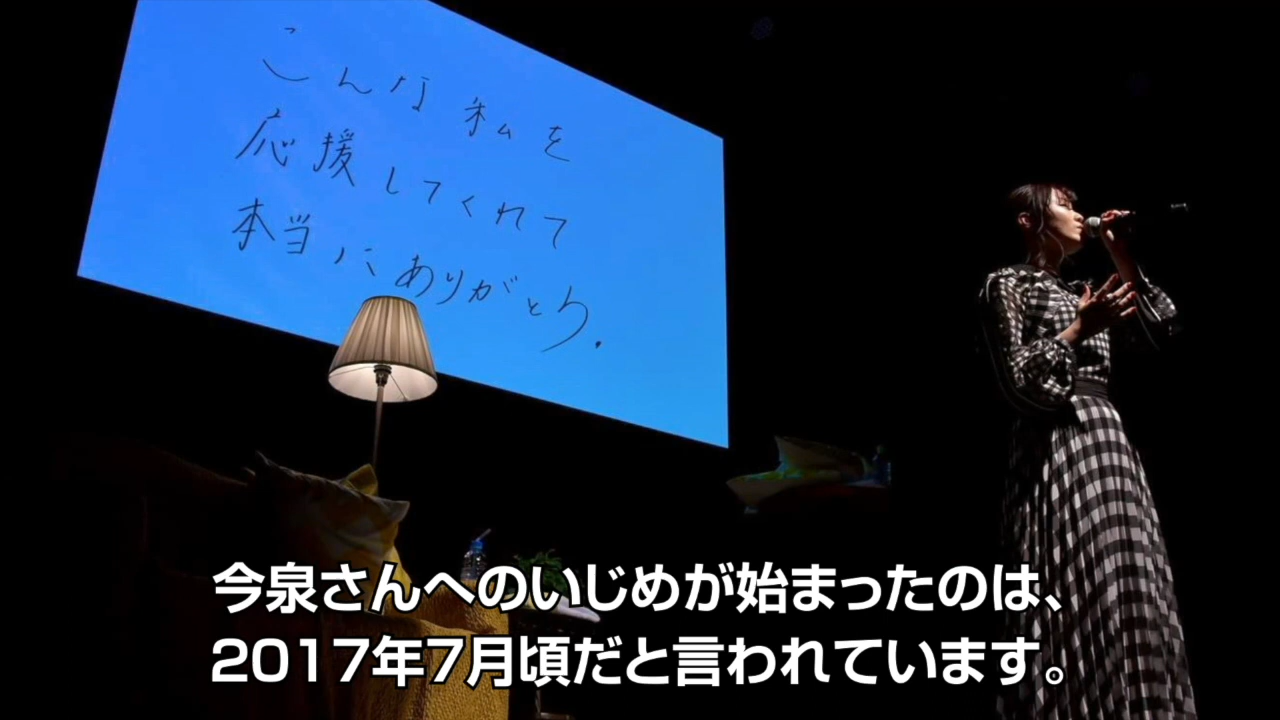 こんな私を
応援してくれて
本当にありがとう.
今泉さんへのいじめが始まったのは、
2017年7月頃だと言われています。